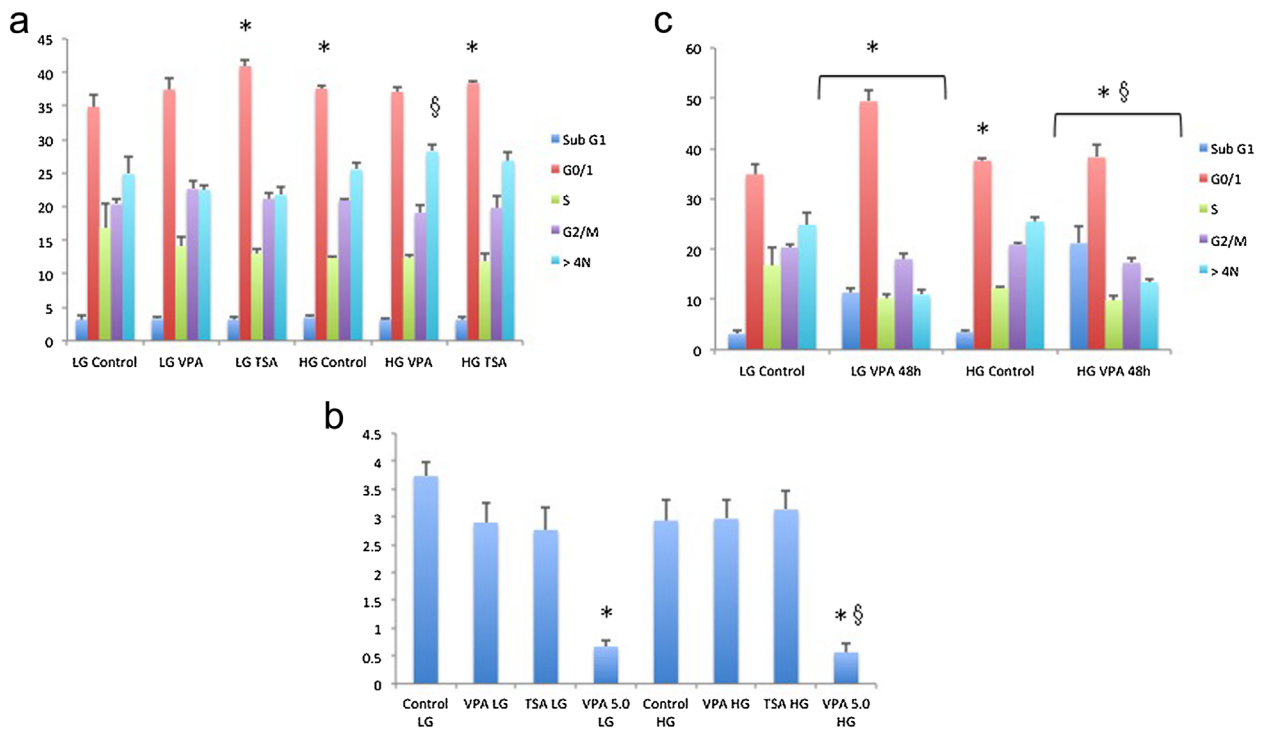 a
45
40
35
30
25
20
15
10
5
0
*
*
*
§
LG Control LG VPA LG TSA HG Control HG VPA HG TSA
Sub G1
G0/1
S
G2/M
> 4N
c
60
50
40
30
20
10
0
*
*
* §
LG Control LG VPA 48h HG Control HG VPA 48h
Sub G1
G0/1
S
G2/M
> 4N
b
4.5
4
3.5
3
2.5
2
1.5
1
0.5
0
*
* §
Control VPA LG TSA LG VPA 5.0 Control VPA HG TSA HG VPA 5.0
LG LG HG HG